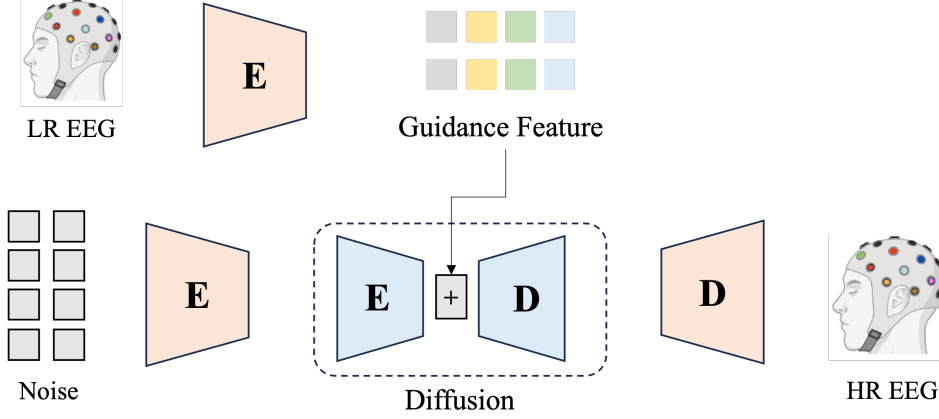 E
LR EEG
Guidance Feature
E
E
+
D
D
Noise
Diffusion
HR EEG